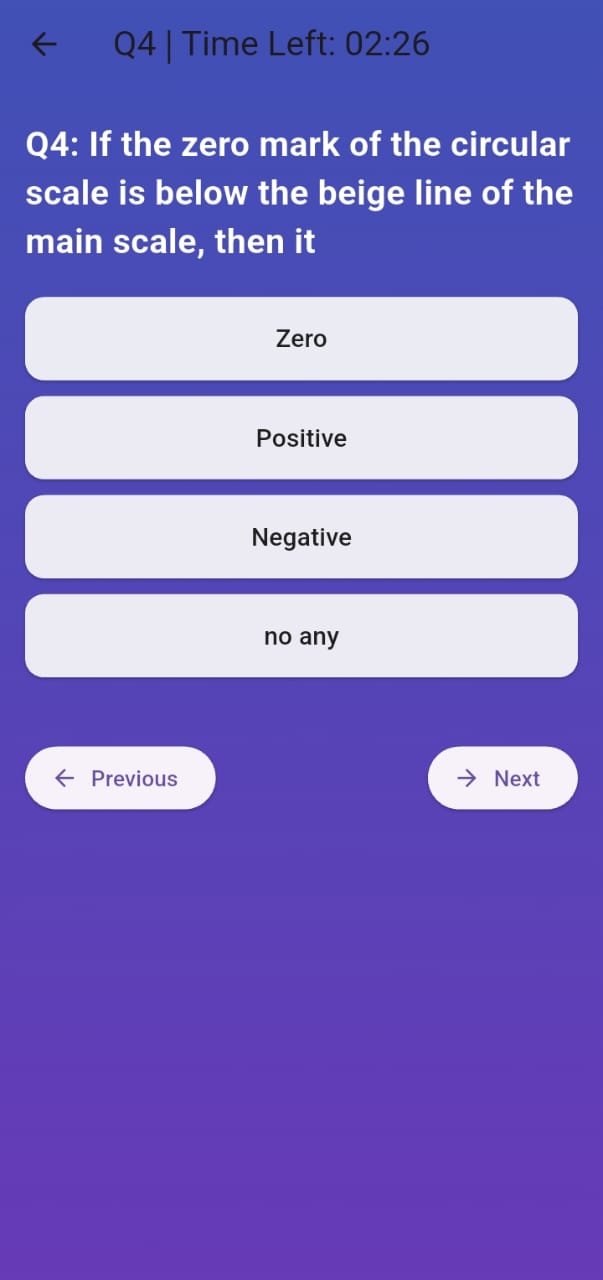 Q4 | Time Left: 02:26
Q4: If the zero mark of the circular
scale is below the beige line of the
main scale, then it
Zero
Positive
Negative
no any
Previous
Next